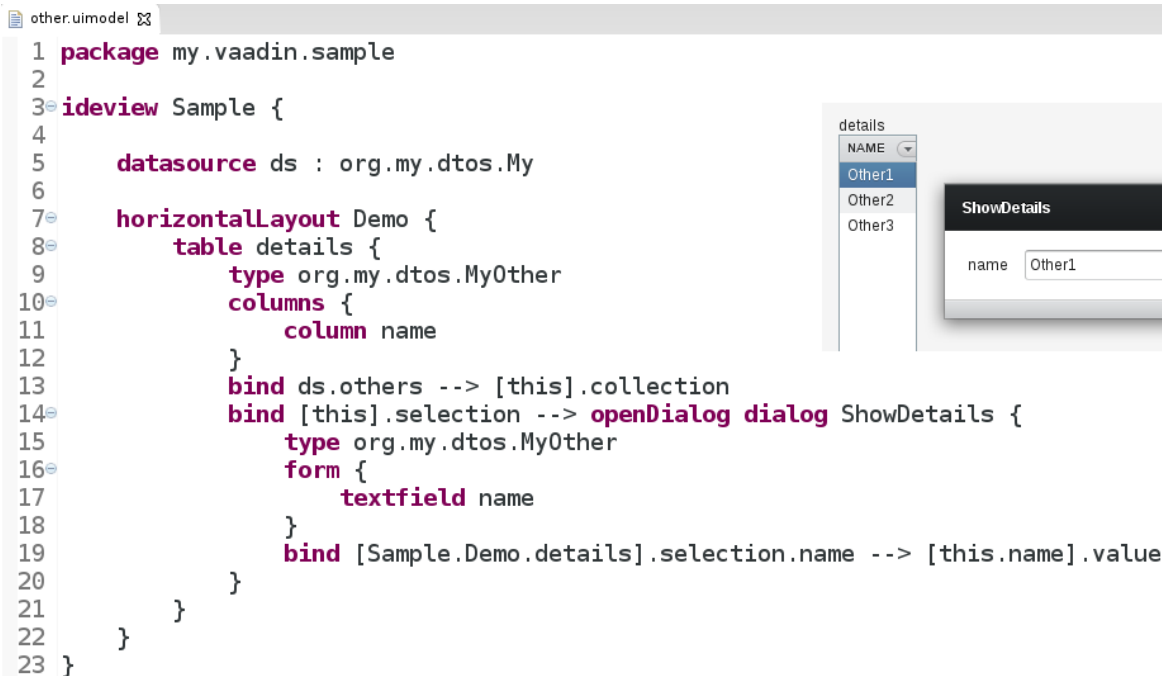 other.uimodel
1 package my.vaadin.sample
2
3 ideview Sample {
4
5 datasource ds : org.my.dtos.My
6
7 horizontalLayout Demo {
8 table details {
9 type org.my.dtos.MyOther
10 columns {
11 column name
12 }
13 bind ds.others --> [this].collection
14 bind [this].selection --> openDialog dialog ShowDetails {
15 type org.my.dtos.MyOther
16 form {
17 textfield name
18 }
19 bind [Sample.Demo.details].selection.name --> [this.name].value
20 }
21 }
22 }
23 }
details
NAME
Other1
Other2
Other3
ShowDetails
name Other1